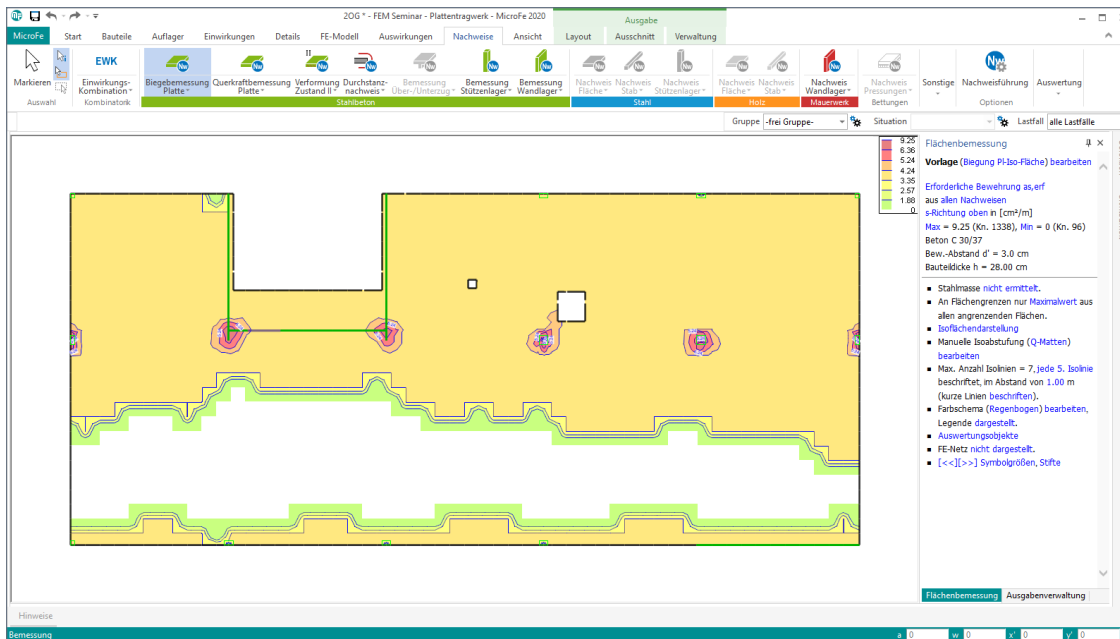 2OG * - FEM Seminar - Plattentragwerk - MicroFe 2020
Ausgabe
MicroFe Start Bauteile Auflager Einwirkungen Details FE-Modell Auswirkungen Nachweise Ansicht Layout Ausschnitt Verwaltung
Markieren
Auswahl
EWK
Einwirkungs-
Kombination
Kombinatorik
Biegebemessung
Platte
Querkraftbemessung
Platte
Verformung
Zustand II
Durchstanz-
nachweis
Bemessung
Über-/Unterzug
Bemessung
Stützenlager
Bemessung
Wandlager
Stahlbeton
Nachweis
Fläche
Nachweis
Stab
Nachweis
Stützenlager
Stahl
Nachweis
Fläche
Nachweis
Stab
Holz
Nachweis
Wandlager
Mauerwerk
Nachweis
Pressungen
Bettungen
Sonstige
Nachweisführung
Optionen
Auswertung
Gruppe -frei Gruppe- Situation Lastfall alle Lastfälle
9.25
6.36
5.24
4.24
3.35
2.57
1.88
0
Flächenbemessung
Vorlage (Biegung Pl-Iso-Fläche) bearbeiten
Erforderliche Bewehrung as,erf
aus allen Nachweisen
s-Richtung oben in [cm²/m]
Max = 9.25 (Kn. 1338), Min = 0 (Kn. 96)
Beton C 30/37
Bew.-Abstand d' = 3.0 cm
Bauteildicke h = 28.00 cm
▪ Stahlmasse nicht ermittelt.
▪ An Flächengrenzen nur Maximalwert aus
allen angrenzenden Flächen.
▪ Isoflächendarstellung
▪ Manuelle Isoabstufung (Q-Matten)
bearbeiten
▪ Max. Anzahl Isolinien = 7, jede 5. Isolinie
beschriftet, im Abstand von 1.00 m
(kurze Linien beschriften).
▪ Farbschema (Regenbogen) bearbeiten,
Legende dargestellt.
▪ Auswertungsobjekte
▪ FE-Netz nicht dargestellt.
▪ [<<][>>] Symbolgrößen, Stifte
Flächenbemessung Ausgabenverwaltung
Hinweise
Bemessung a 0 w 0 x' 0 y' 0